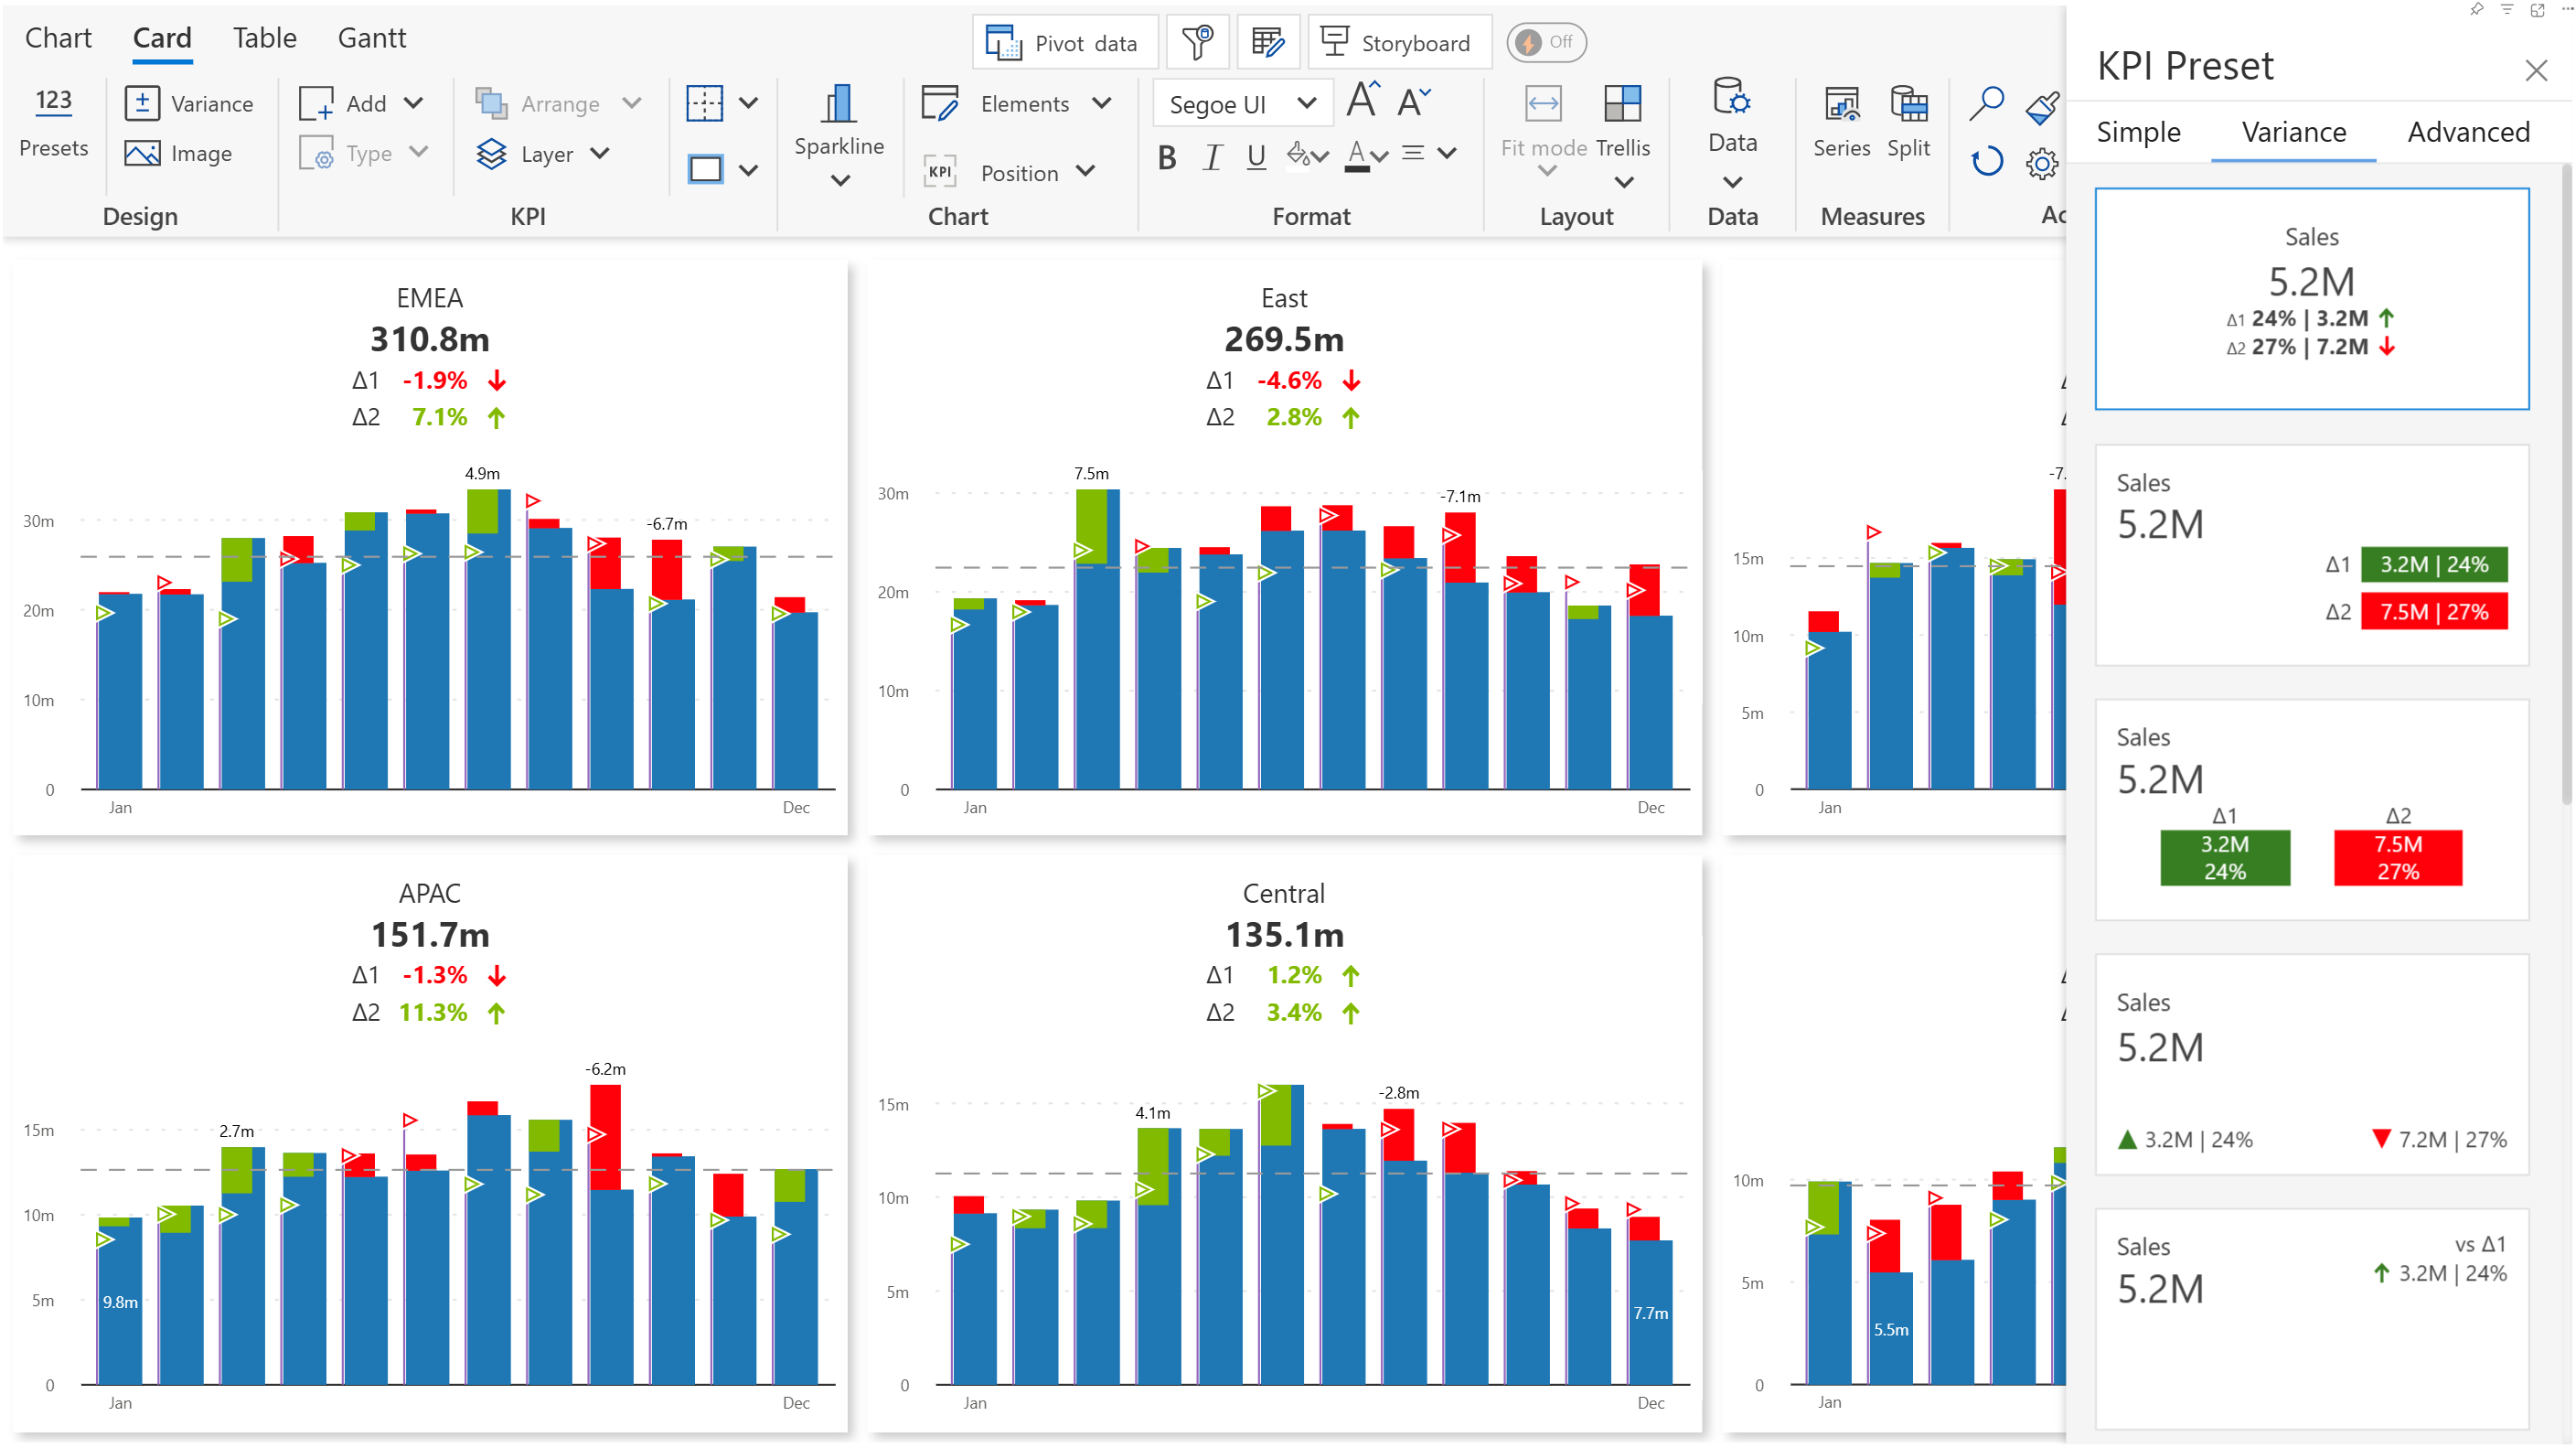 Chart Card Table Gantt
Pivot data Storyboard Off
123
Presets
Variance
Image
Design
Add
Type
Arrange
Layer
KPI
Sparkline
Elements
KPI Position
Chart
Segoe UI A A
B I U A
Format
Fit mode Trellis
Layout
Data
Data
Series Split
Measures
EMEA
310.8m
Δ1 -1.9%
Δ2 7.1%
4.9m
-6.7m
30m
20m
10m
0
Jan Dec
East
269.5m
Δ1 -4.6%
Δ2 2.8%
7.5m
-7.1m
30m
20m
10m
0
Jan Dec
15m
10m
5m
0
Jan
APAC
151.7m
Δ1 -1.3%
Δ2 11.3%
-6.2m
2.7m
15m
10m
5m
0
9.8m
Jan Dec
Central
135.1m
Δ1 1.2%
Δ2 3.4%
-2.8m
4.1m
15m
10m
5m
0
7.7m
Jan Dec
10m
5m
0
5.5m
Jan
KPI Preset
Simple Variance Advanced
Sales
5.2M
Δ1 24% | 3.2M
Δ2 27% | 7.2M
Sales
5.2M
Δ1 3.2M | 24%
Δ2 7.5M | 27%
Sales
5.2M
Δ1 Δ2
3.2M 7.5M
24% 27%
Sales
5.2M
3.2M | 24% 7.2M | 27%
Sales vs Δ1
5.2M 3.2M | 24%